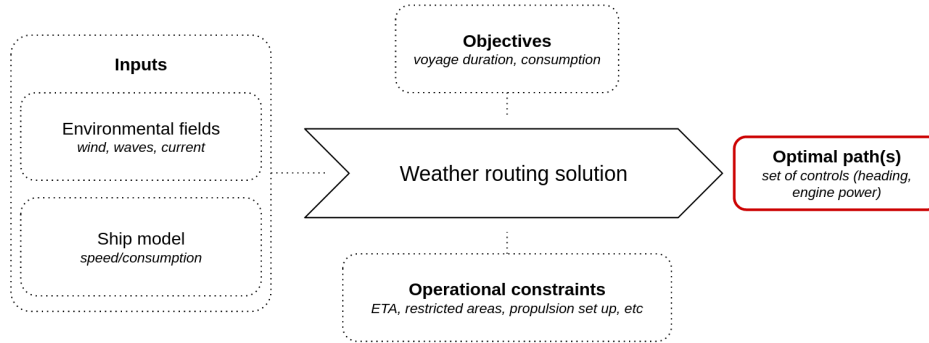 Objectives
voyage duration, consumption
Inputs
Environmental fields
wind, waves, current
Ship model
speed/consumption
Weather routing solution
Optimal path(s)
set of controls (heading,
engine power)
Operational constraints
ETA, restricted areas, propulsion set up, etc